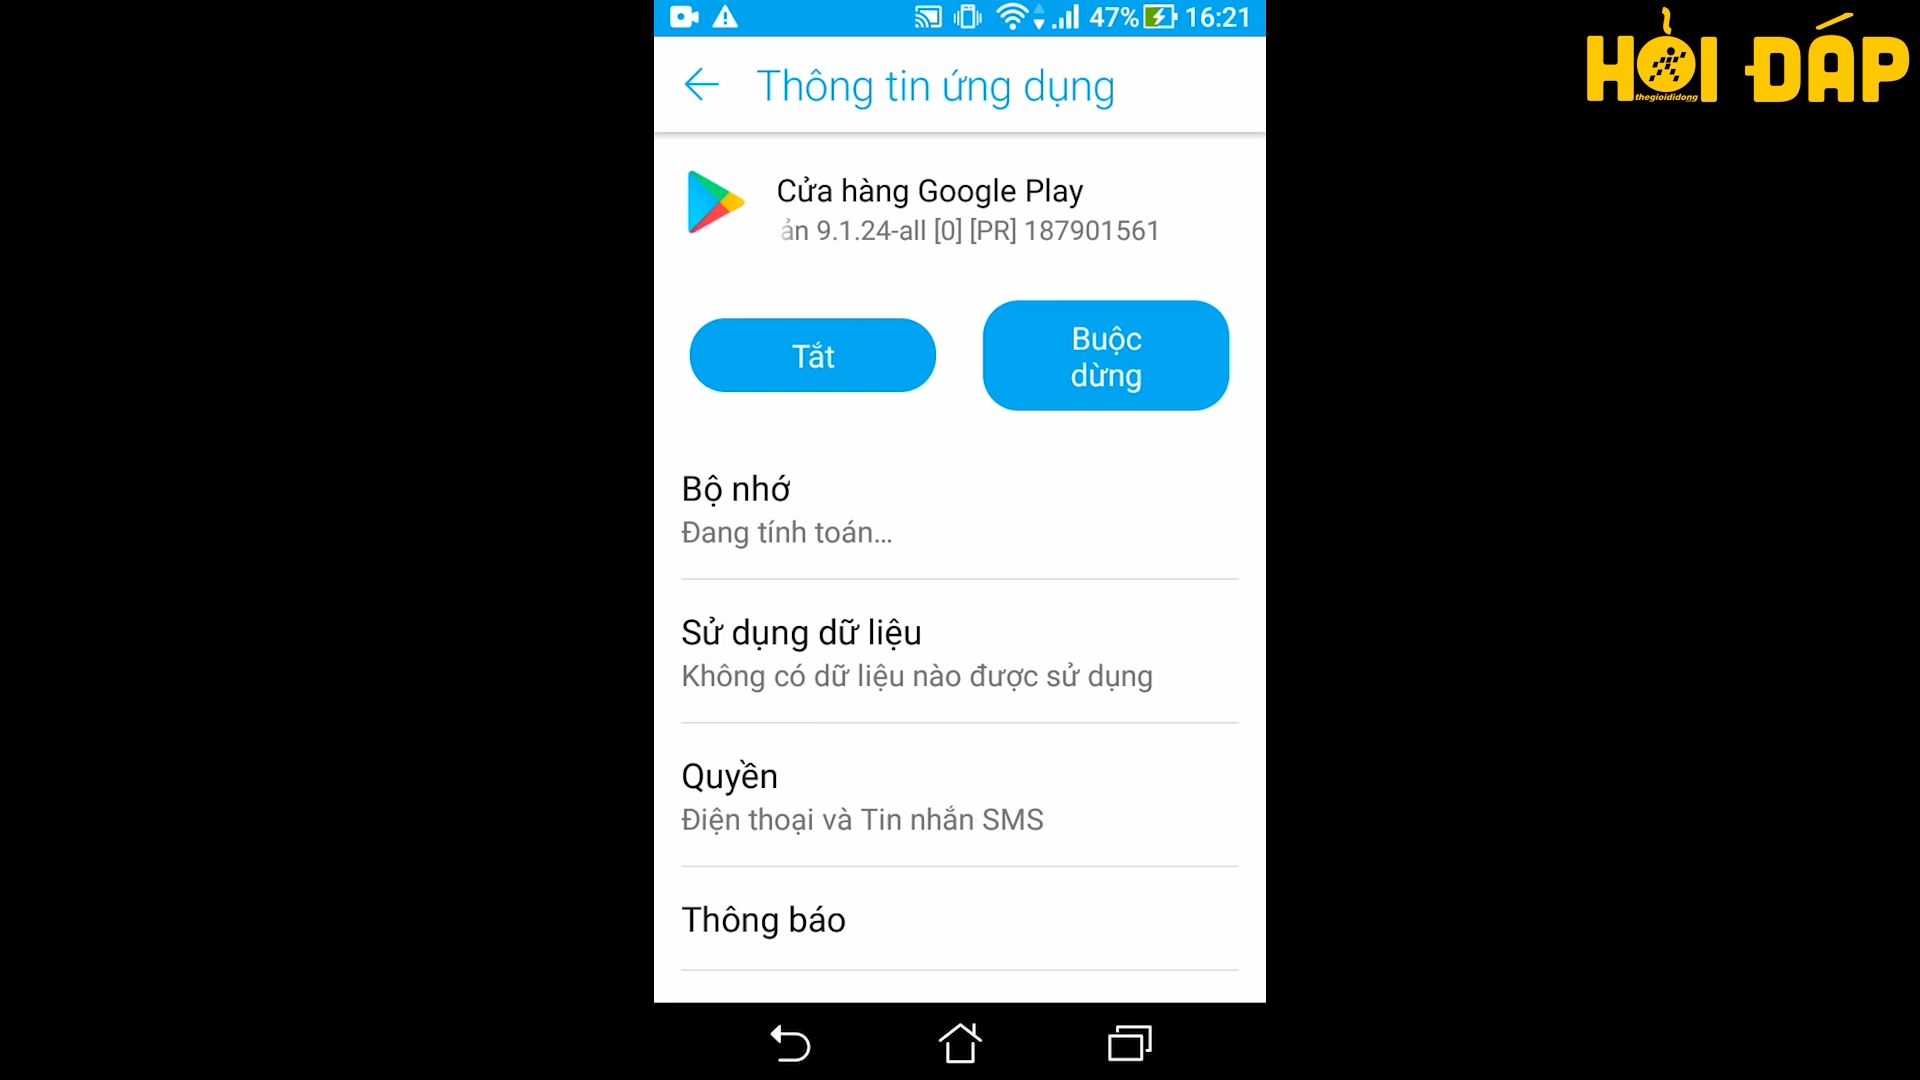 47% 16:21
HỎI ĐÁP
thegioididong
Thông tin ứng dụng
Cửa hàng Google Play
ản 9.1.24-all [0] [PR] 187901561
Tắt
Buộc
dừng
Bộ nhớ
Đang tính toán...
Sử dụng dữ liệu
Không có dữ liệu nào được sử dụng
Quyền
Điện thoại và Tin nhắn SMS
Thông báo